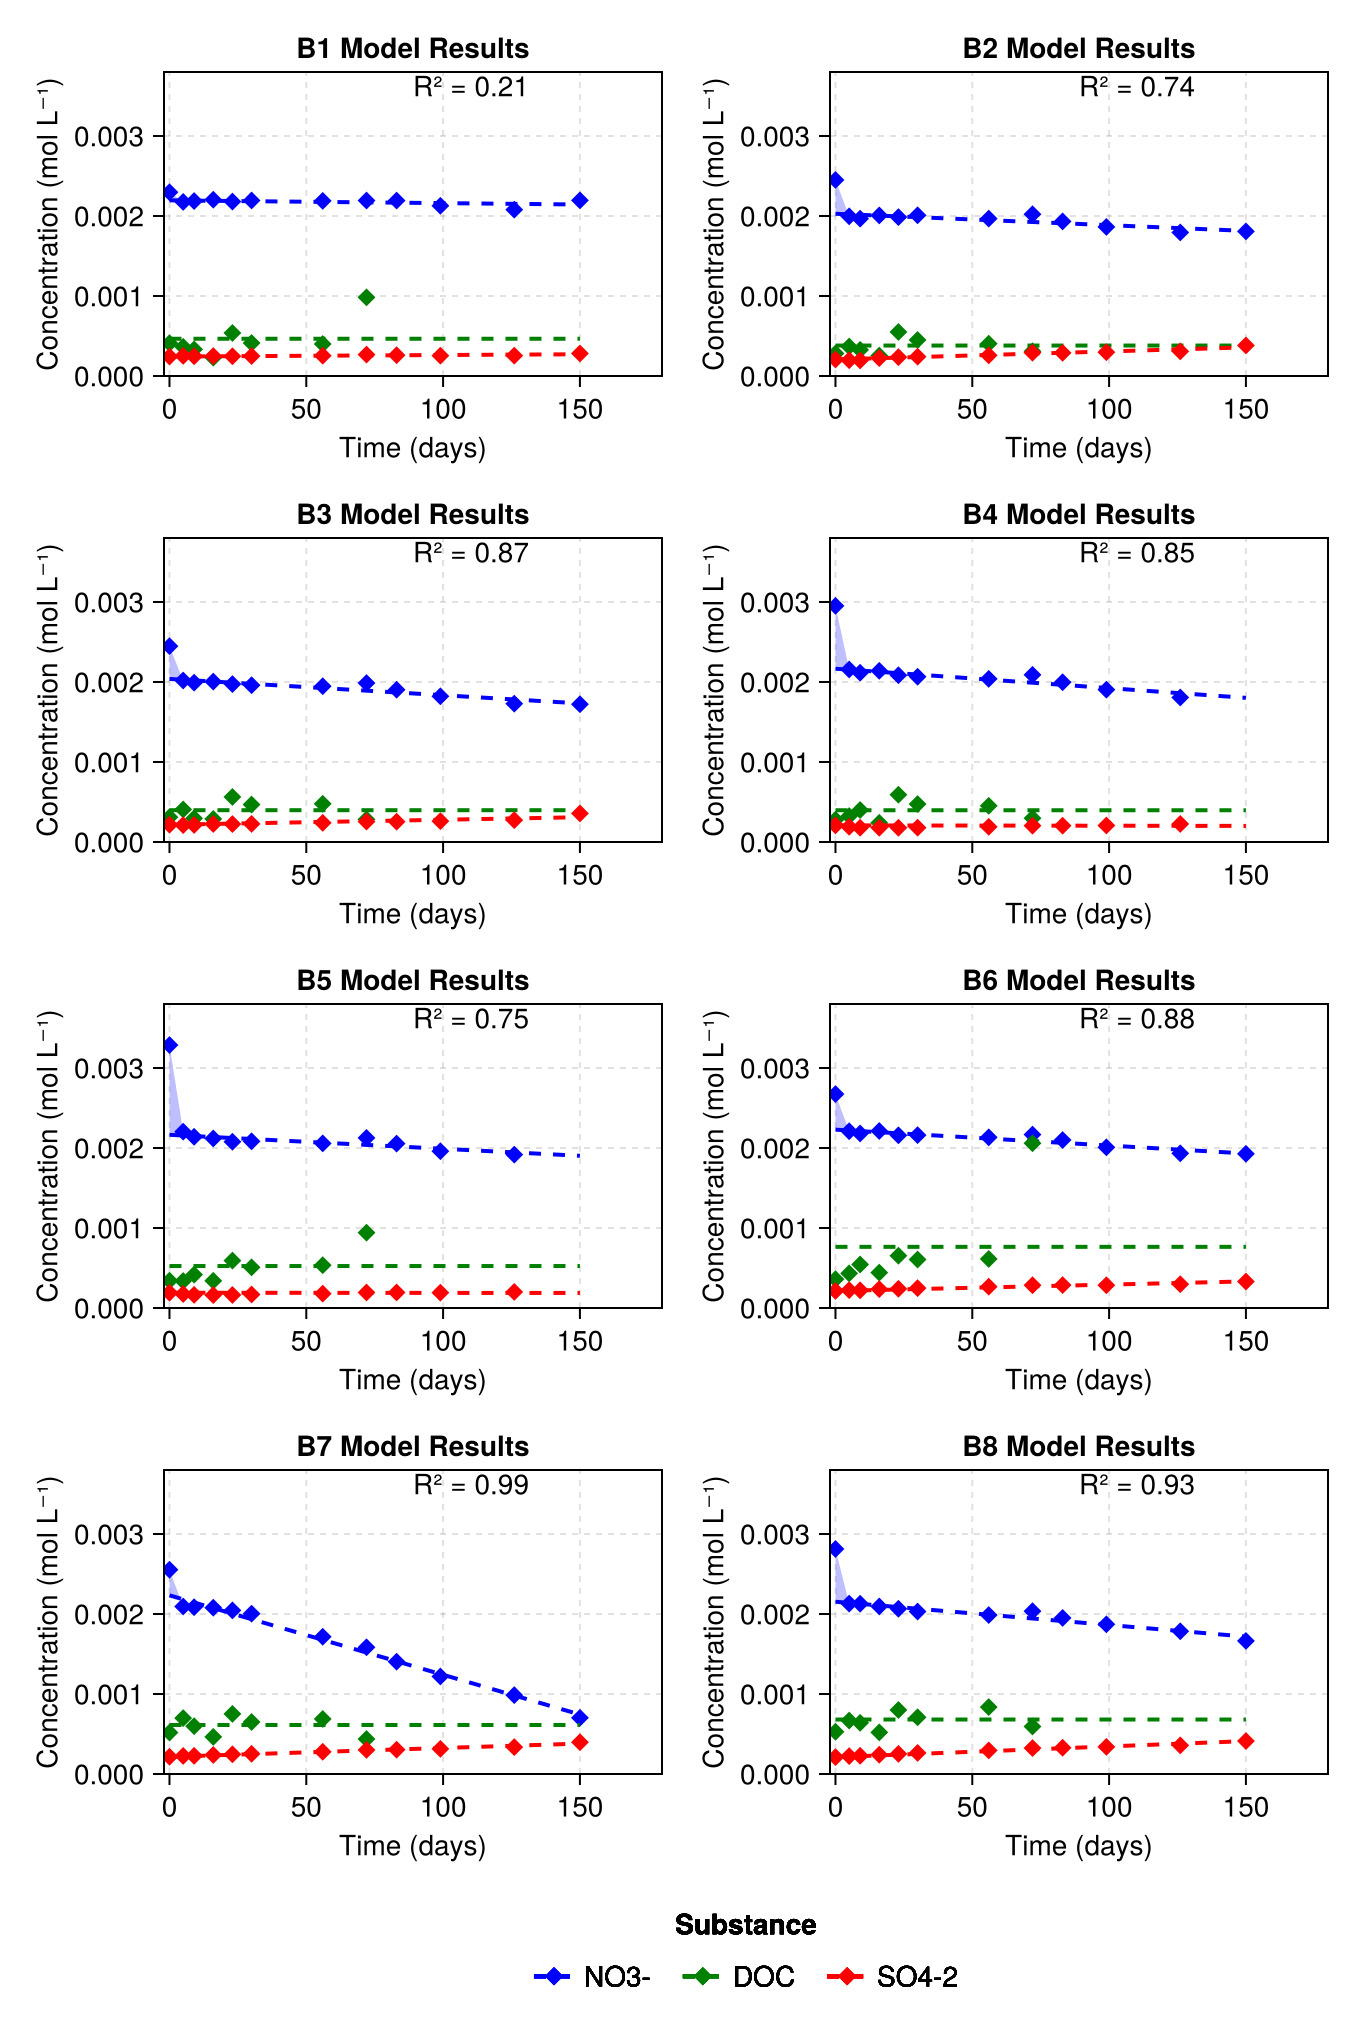 B1 Model Results
R² = 0.21
Concentration (mol L⁻¹)
0.003
0.002
0.001
0.000
0 50 100 150
Time (days)
B2 Model Results
R² = 0.74
Concentration (mol L⁻¹)
0.003
0.002
0.001
0.000
0 50 100 150
Time (days)
B3 Model Results
R² = 0.87
Concentration (mol L⁻¹)
0.003
0.002
0.001
0.000
0 50 100 150
Time (days)
B4 Model Results
R² = 0.85
Concentration (mol L⁻¹)
0.003
0.002
0.001
0.000
0 50 100 150
Time (days)
B5 Model Results
R² = 0.75
Concentration (mol L⁻¹)
0.003
0.002
0.001
0.000
0 50 100 150
Time (days)
B6 Model Results
R² = 0.88
Concentration (mol L⁻¹)
0.003
0.002
0.001
0.000
0 50 100 150
Time (days)
B7 Model Results
R² = 0.99
Concentration (mol L⁻¹)
0.003
0.002
0.001
0.000
0 50 100 150
Time (days)
B8 Model Results
R² = 0.93
Concentration (mol L⁻¹)
0.003
0.002
0.001
0.000
0 50 100 150
Time (days)
Substance
NO3- DOC SO4-2